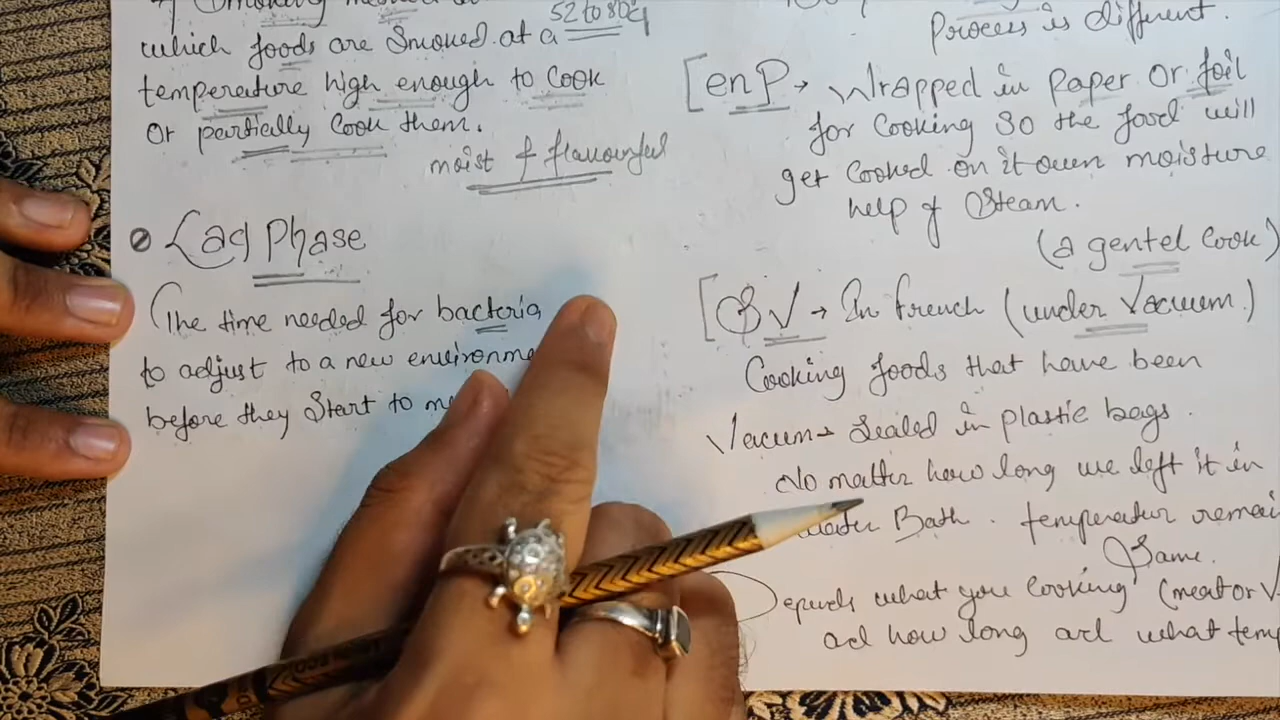 52 to 80°c
which foods are Smoked at a
temperature high enough to Cook
or partially Cook them.
moist & flavourful
Lag Phase
The time needed for bacteria
to adjust to a new environme
before they Start to
Process is different.
[en P → Wrapped in Paper Or foil
for Cooking So the food will
get Cooked on it own moisture
help of Steam.
(a gentel Cook)
[S V → In french (under Vacuum.)
Cooking foods that have been
Vacum → Sealed in plastic bags.
No matter how long we left it in
Water Bath. temperatur remai
Same.
Depends what you Cooking (meat or V
ad how long ad what temp